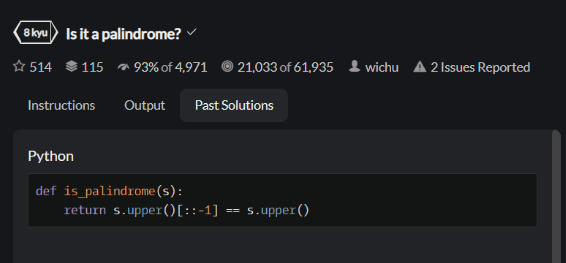 8 kyu Is it a palindrome?
514 115 93% of 4,971 21,033 of 61,935 wichu 2 Issues Reported
Instructions Output Past Solutions
Python
def is_palindrome(s):
    return s.upper()[::-1] == s.upper()